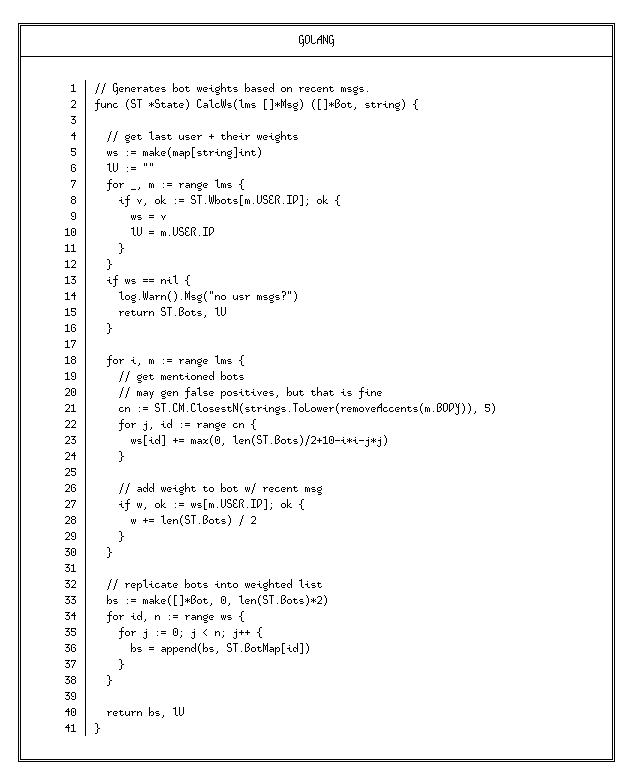 GOLANG
1 // Generates bot weights based on recent msgs.
2 func (ST *State) CalcWs(lms []*Msg) ([]*Bot, string) {
3
4   // get last user + their weights
5   ws := make(map[string]int)
6   lU := ""
7   for _, m := range lms {
8     if v, ok := ST.Wbots[m.USER.ID]; ok {
9       ws = v
10       lU = m.USER.ID
11     }
12   }
13   if ws == nil {
14     log.Warn().Msg("no usr msgs?")
15     return ST.Bots, lU
16   }
17
18   for i, m := range lms {
19     // get mentioned bots
20     // may gen false positives, but that is fine
21     cn := ST.CM.ClosestN(strings.ToLower(removeAccents(m.BODY)), 5)
22     for j, id := range cn {
23       ws[id] += max(0, len(ST.Bots)/2+10-i*i-j*j)
24     }
25
26     // add weight to bot w/ recent msg
27     if w, ok := ws[m.USER.ID]; ok {
28       w += len(ST.Bots) / 2
29     }
30   }
31
32   // replicate bots into weighted list
33   bs := make([]*Bot, 0, len(ST.Bots)*2)
34   for id, n := range ws {
35     for j := 0; j < n; j++ {
36       bs = append(bs, ST.BotMap[id])
37     }
38   }
39
40   return bs, lU
41 }